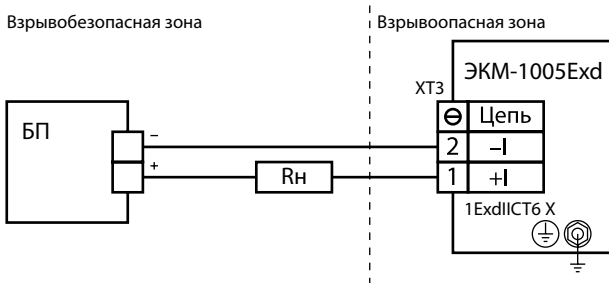 Взрывобезопасная зона
Взрывоопасная зона
ЭКМ-1005Exd
XT3
Цепь
БП
–
2
–I
+
Rн
1
+I
1ExdIICT6 X